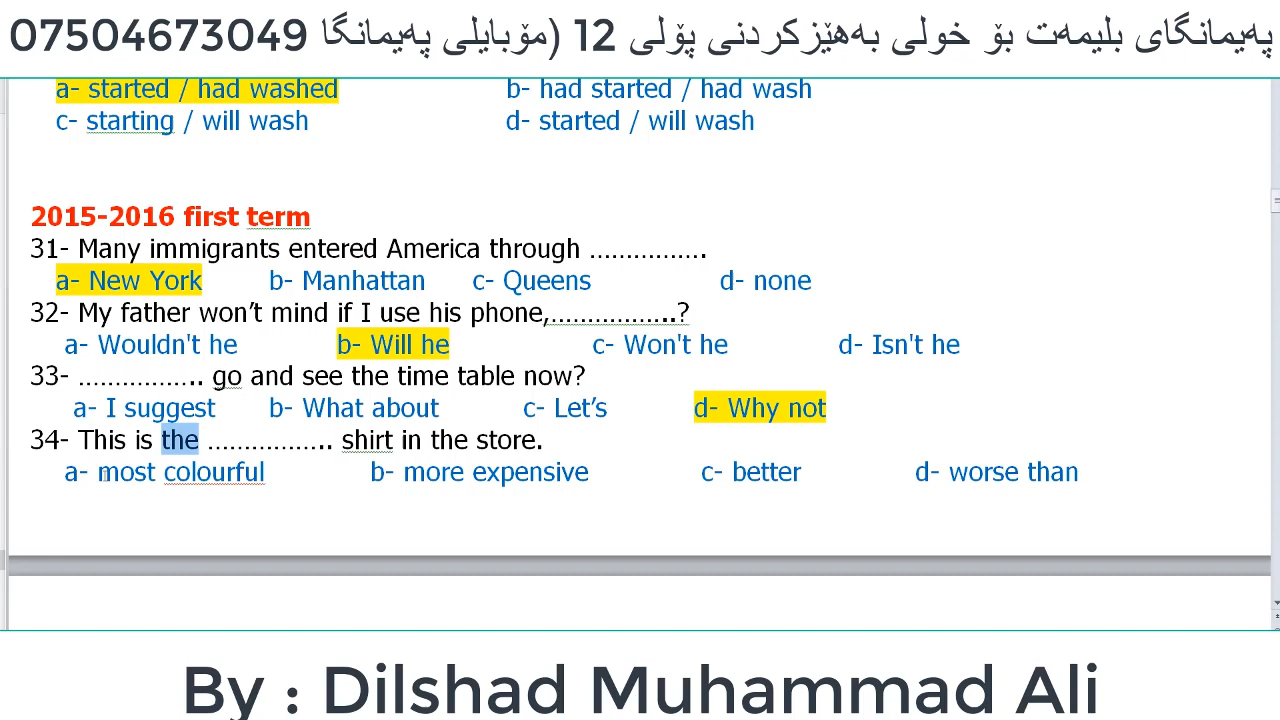 پەیمانگای بلیمەت بۆ خولی بەهێزکردنی پۆلی 12 (مۆبایلی پەیمانگا 07504673049
a- started / had washed b- had started / had wash
c- starting / will wash d- started / will wash
2015-2016 first term
31- Many immigrants entered America through …………….
a- New York b- Manhattan c- Queens d- none
32- My father won’t mind if I use his phone,……………..?
a- Wouldn't he b- Will he c- Won't he d- Isn't he
33- …………….. go and see the time table now?
a- I suggest b- What about c- Let’s d- Why not
34- This is the …………….. shirt in the store.
a- most colourful b- more expensive c- better d- worse than
By : Dilshad Muhammad Ali